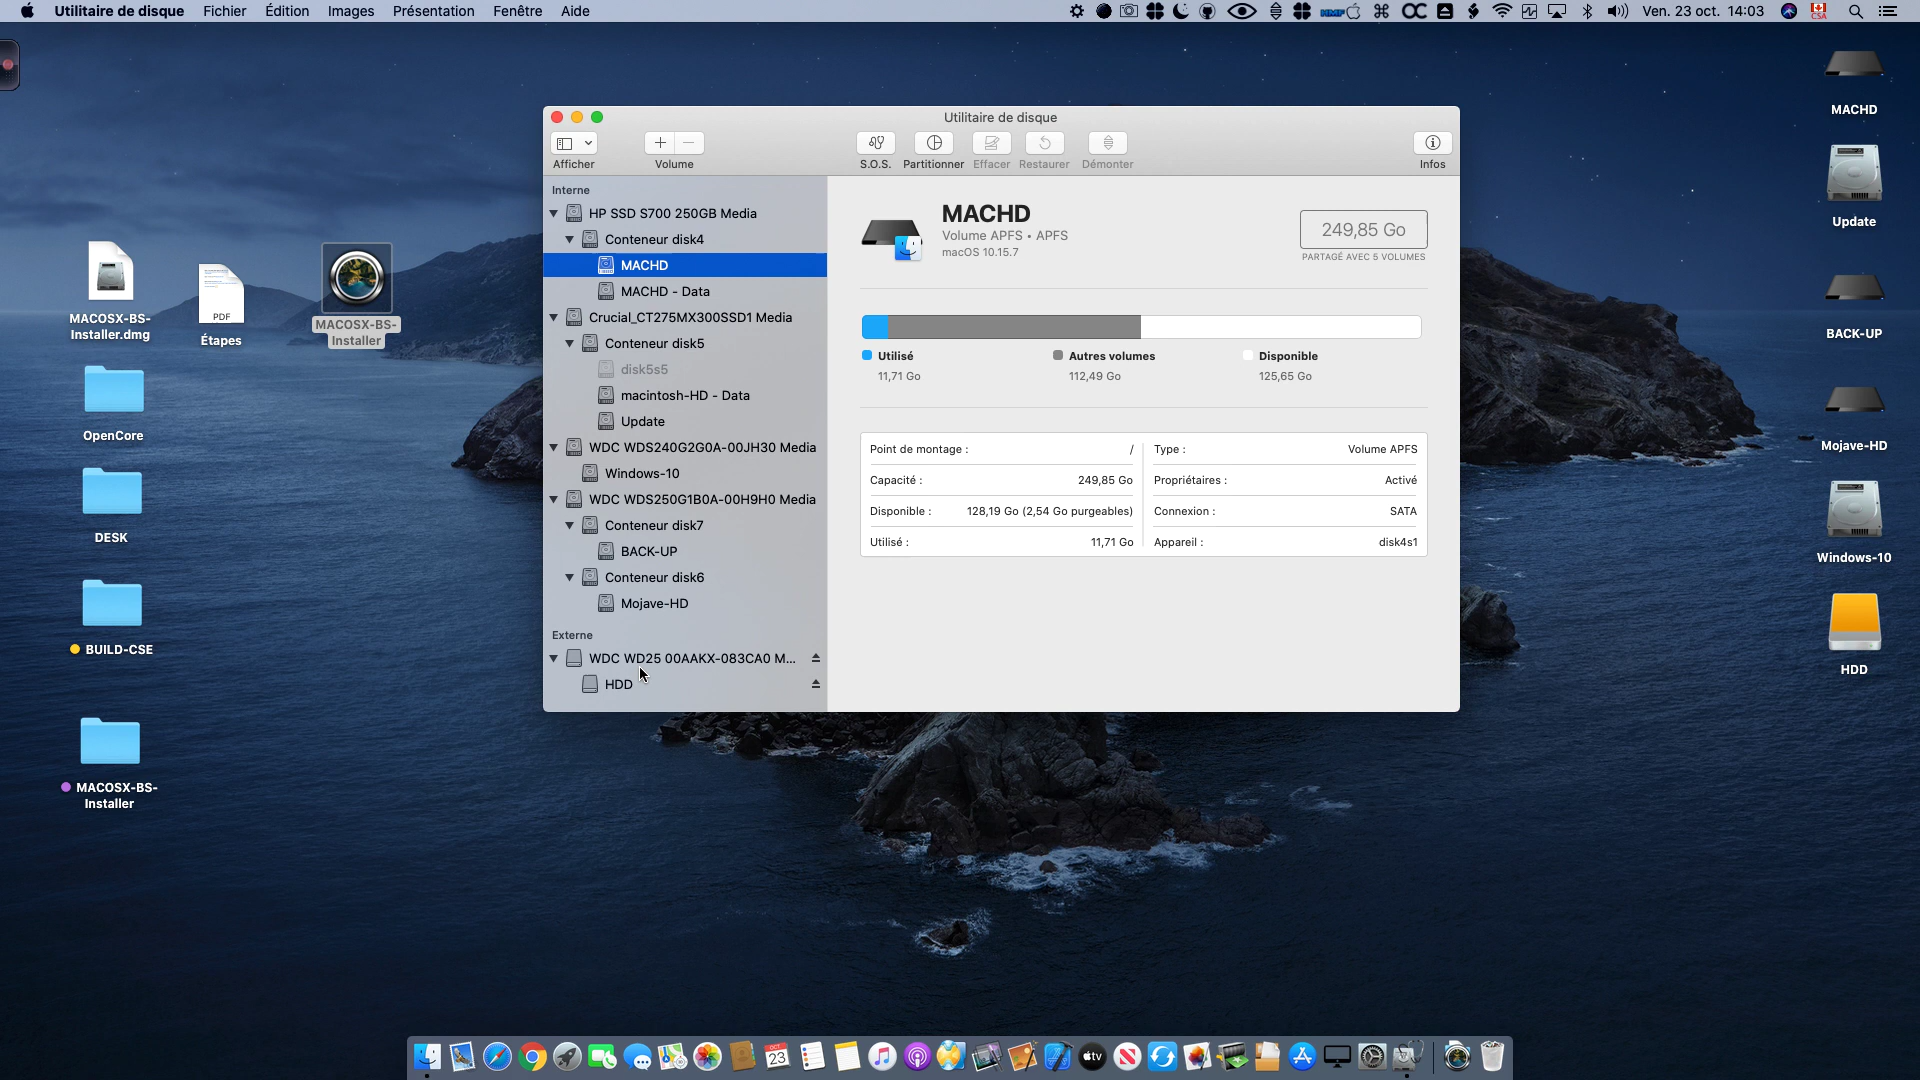 Utilitaire de disque Fichier Édition Images Présentation Fenêtre Aide
HMF
Ven. 23 oct. 14:03
CSA
Utilitaire de disque
Afficher
Volume
S.O.S.
Partitionner
Effacer
Restaurer
Démonter
Infos
Interne
HP SSD S700 250GB Media
Conteneur disk4
MACHD
MACHD - Data
Crucial_CT275MX300SSD1 Media
Conteneur disk5
disk5s5
macintosh-HD - Data
Update
WDC WDS240G2G0A-00JH30 Media
Windows-10
WDC WDS250G1B0A-00H9H0 Media
Conteneur disk7
BACK-UP
Conteneur disk6
Mojave-HD
Externe
WDC WD25 00AAKX-083CA0 M...
HDD
MACHD
Volume APFS • APFS
macOS 10.15.7
249,85 Go
PARTAGÉ AVEC 5 VOLUMES
Utilisé
11,71 Go
Autres volumes
112,49 Go
Disponible
125,65 Go
Point de montage : /
Capacité : 249,85 Go
Disponible : 128,19 Go (2,54 Go purgeables)
Utilisé : 11,71 Go
Type : Volume APFS
Propriétaires : Activé
Connexion : SATA
Appareil : disk4s1
MACOSX-BS-
Installer.dmg
PDF
Étapes
MACOSX-BS-
Installer
OpenCore
DESK
BUILD-CSE
MACOSX-BS-
Installer
MACHD
Update
BACK-UP
Mojave-HD
Windows-10
HDD
OCT
23
tv